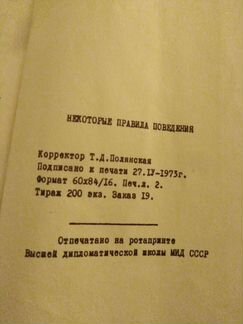 НЕКОТОРЫЕ ПРАВИЛА ПОВЕДЕНИЯ
Корректор Т.Д.Полянская
Подписано к печати 27.IV-1973г.
Формат 60х84/16. Печ.л. 2.
Тираж 200 экз. Заказ 19.
Отпечатано на ротапринте
Высшей дипломатической школы МИД СССР